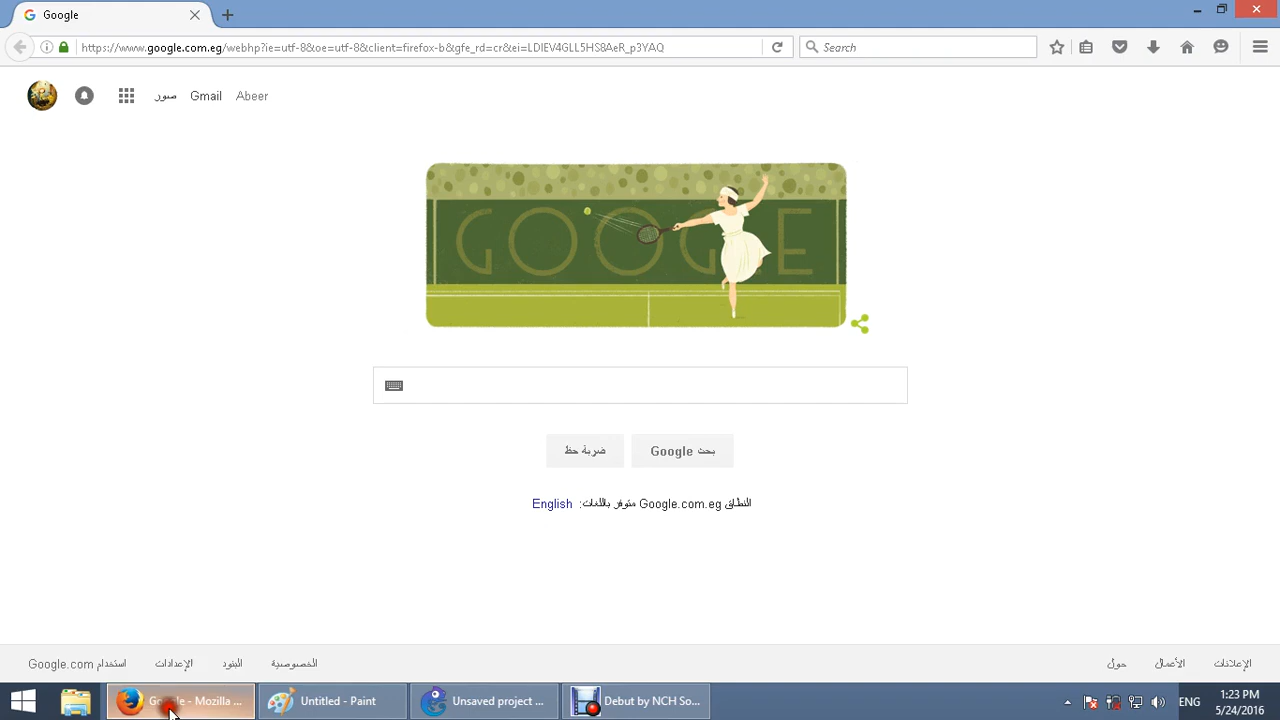 Google
https://www.google.com.eg/webhp?ie=utf-8&oe=utf-8&client=firefox-b&gfe_rd=cr&ei=LDIEV4GLL5HS8AeR_p3YAQ
Search
صور Gmail Abeer
GOOGLE
بحث Google
ضربة حظ
النطاق Google.com.eg متوفر باللغات: English
الإعلانات الأعمال حول
الخصوصية البنود الإعدادات استخدام Google.com
Google - Mozilla ...
Untitled - Paint
Unsaved project ...
Debut by NCH So...
ENG
1:23 PM
5/24/2016